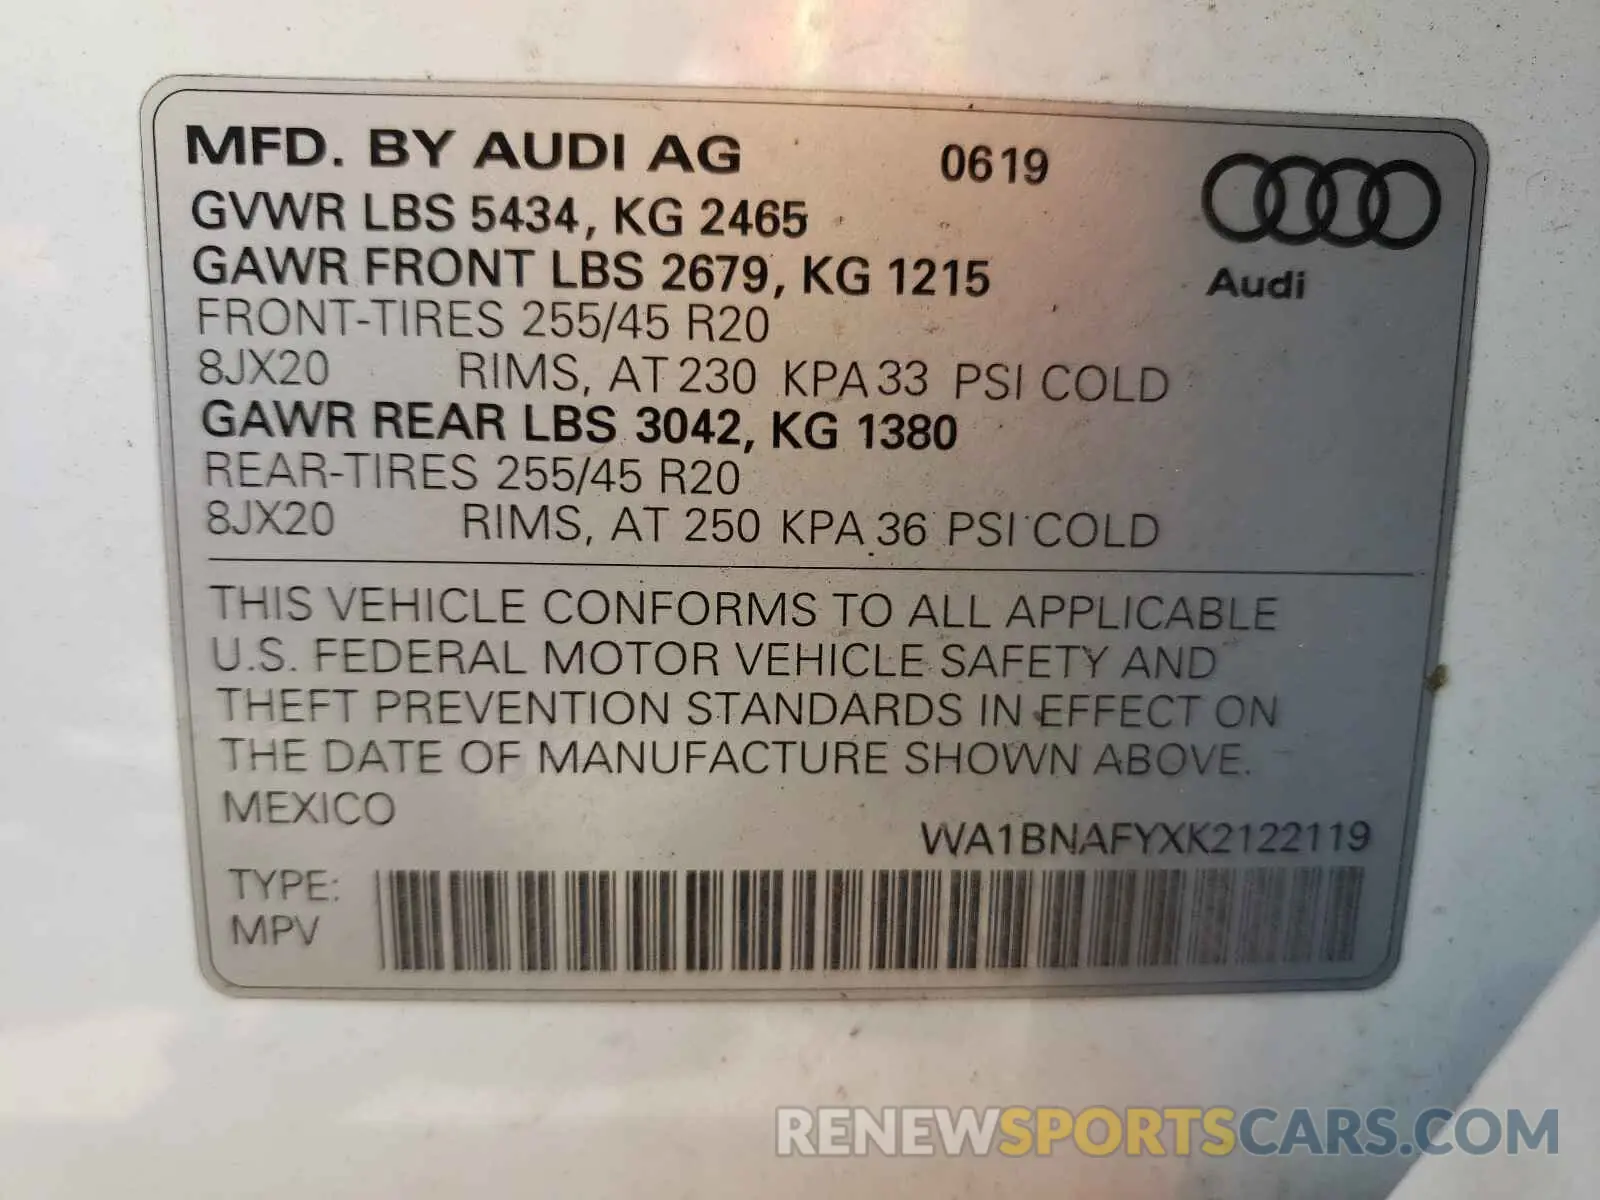 MFD. BY AUDI AG 0619
GVWR LBS 5434, KG 2465
GAWR FRONT LBS 2679, KG 1215
Audi
FRONT-TIRES 255/45 R20
8JX20 RIMS, AT 230 KPA 33 PSI COLD
GAWR REAR LBS 3042, KG 1380
REAR-TIRES 255/45 R20
8JX20 RIMS, AT 250 KPA 36 PSI COLD
THIS VEHICLE CONFORMS TO ALL APPLICABLE
U.S. FEDERAL MOTOR VEHICLE SAFETY AND
THEFT PREVENTION STANDARDS IN EFFECT ON
THE DATE OF MANUFACTURE SHOWN ABOVE.
MEXICO
WA1BNAFYXK2122119
TYPE:
MPV
RENEWSPORTSCARS.COM